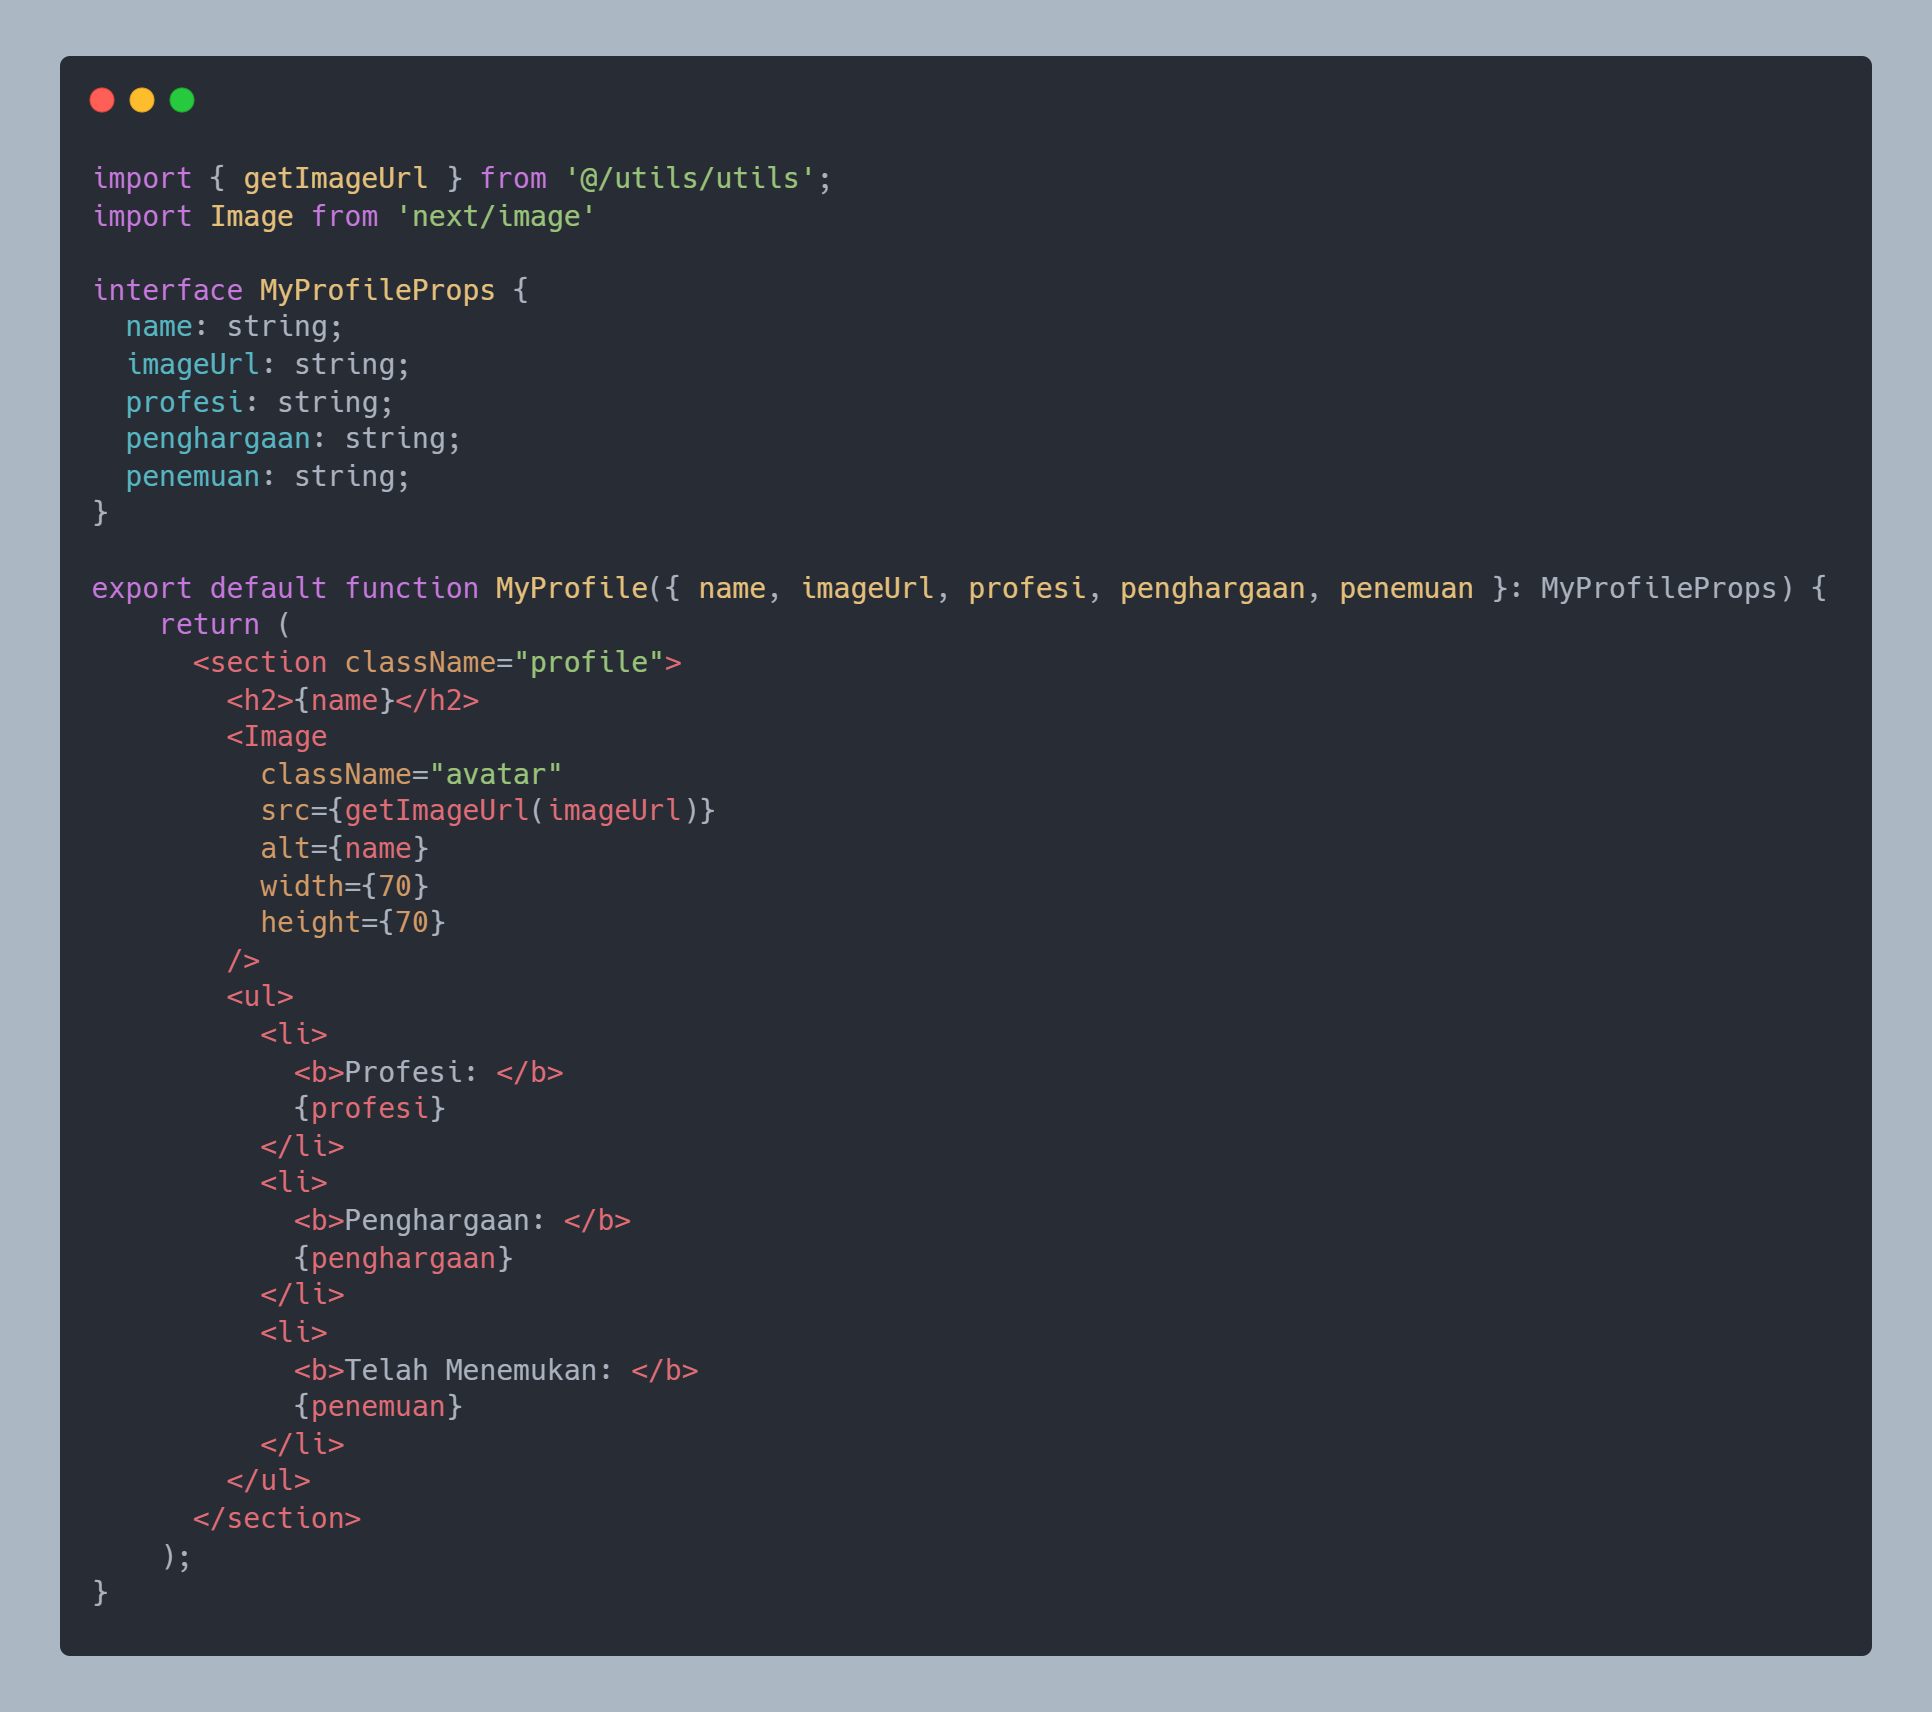 import { getImageUrl } from '@/utils/utils';
import Image from 'next/image'

interface MyProfileProps {
  name: string;
  imageUrl: string;
  profesi: string;
  penghargaan: string;
  penemuan: string;
}

export default function MyProfile({ name, imageUrl, profesi, penghargaan, penemuan }: MyProfileProps) {
    return (
      <section className="profile">
        <h2>{name}</h2>
        <Image
          className="avatar"
          src={getImageUrl(imageUrl)}
          alt={name}
          width={70}
          height={70}
        />
        <ul>
          <li>
            <b>Profesi: </b>
            {profesi}
          </li>
          <li>
            <b>Penghargaan: </b>
            {penghargaan}
          </li>
          <li>
            <b>Telah Menemukan: </b>
            {penemuan}
          </li>
        </ul>
      </section>
    );
}